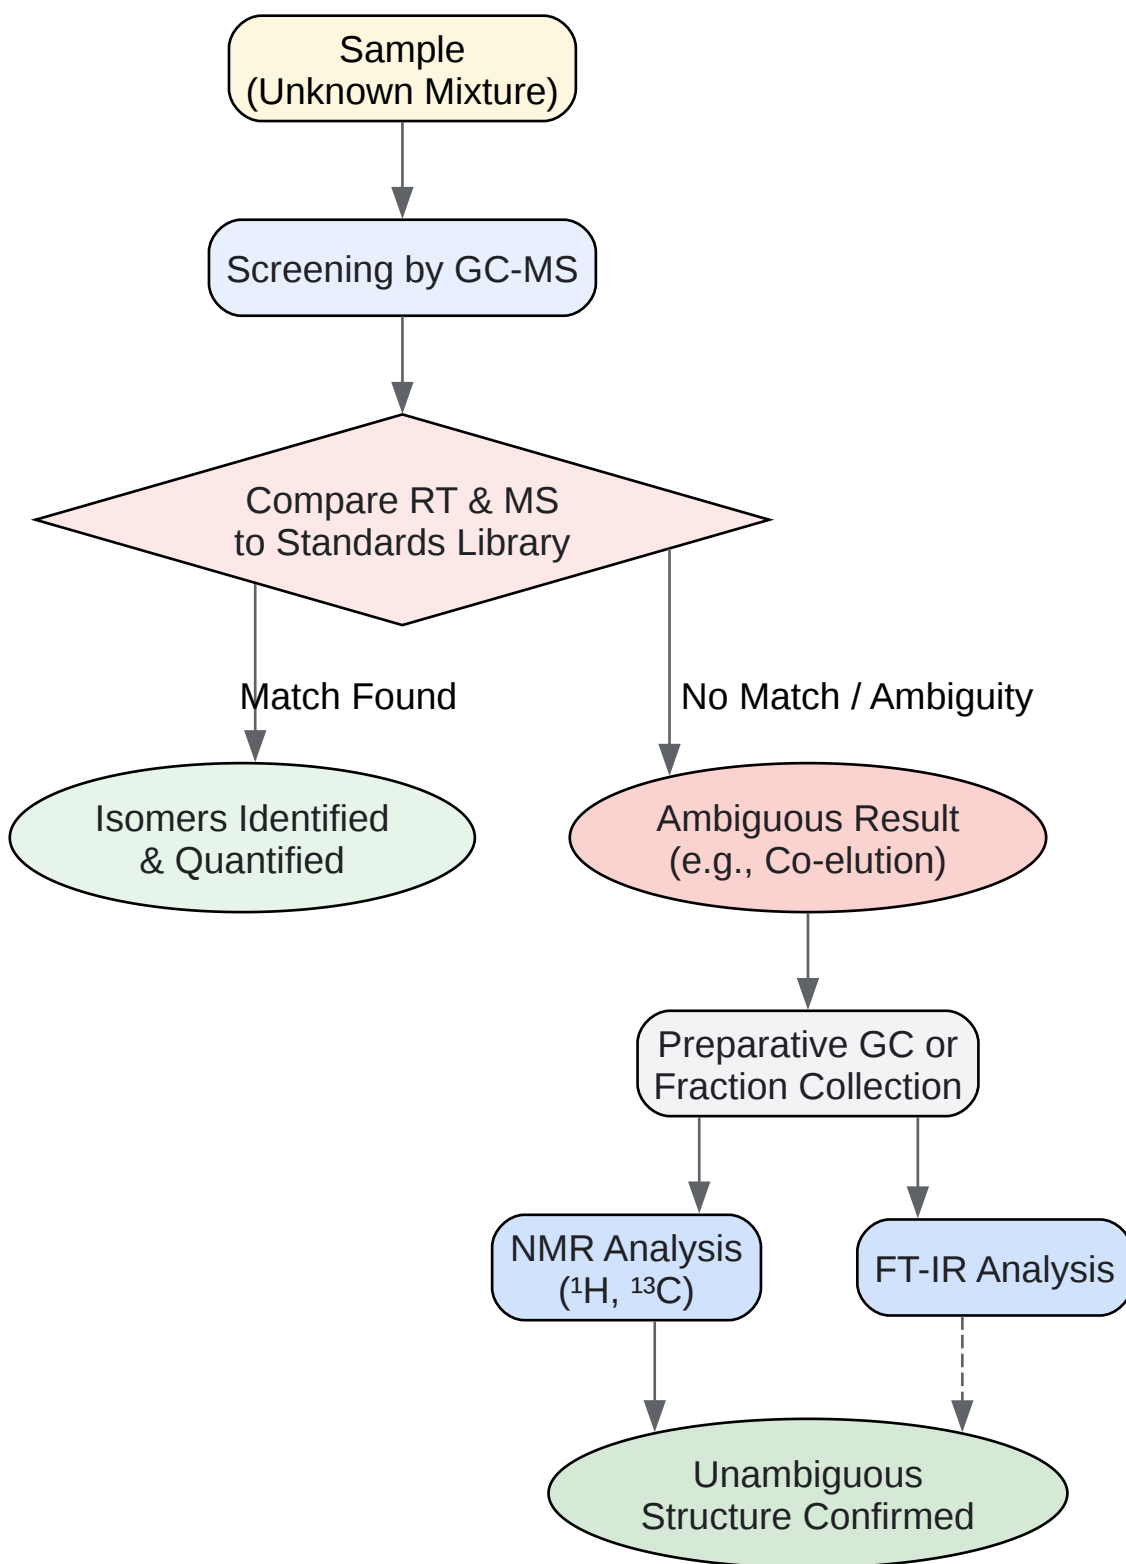 Sample
(Unknown Mixture)
Screening by GC-MS
Compare RT & MS
to Standards Library
Match Found
No Match / Ambiguity
Isomers Identified
& Quantified
Ambiguous Result
(e.g., Co-elution)
Preparative GC or
Fraction Collection
NMR Analysis
(¹H, ¹³C)
FT-IR Analysis
Unambiguous
Structure Confirmed